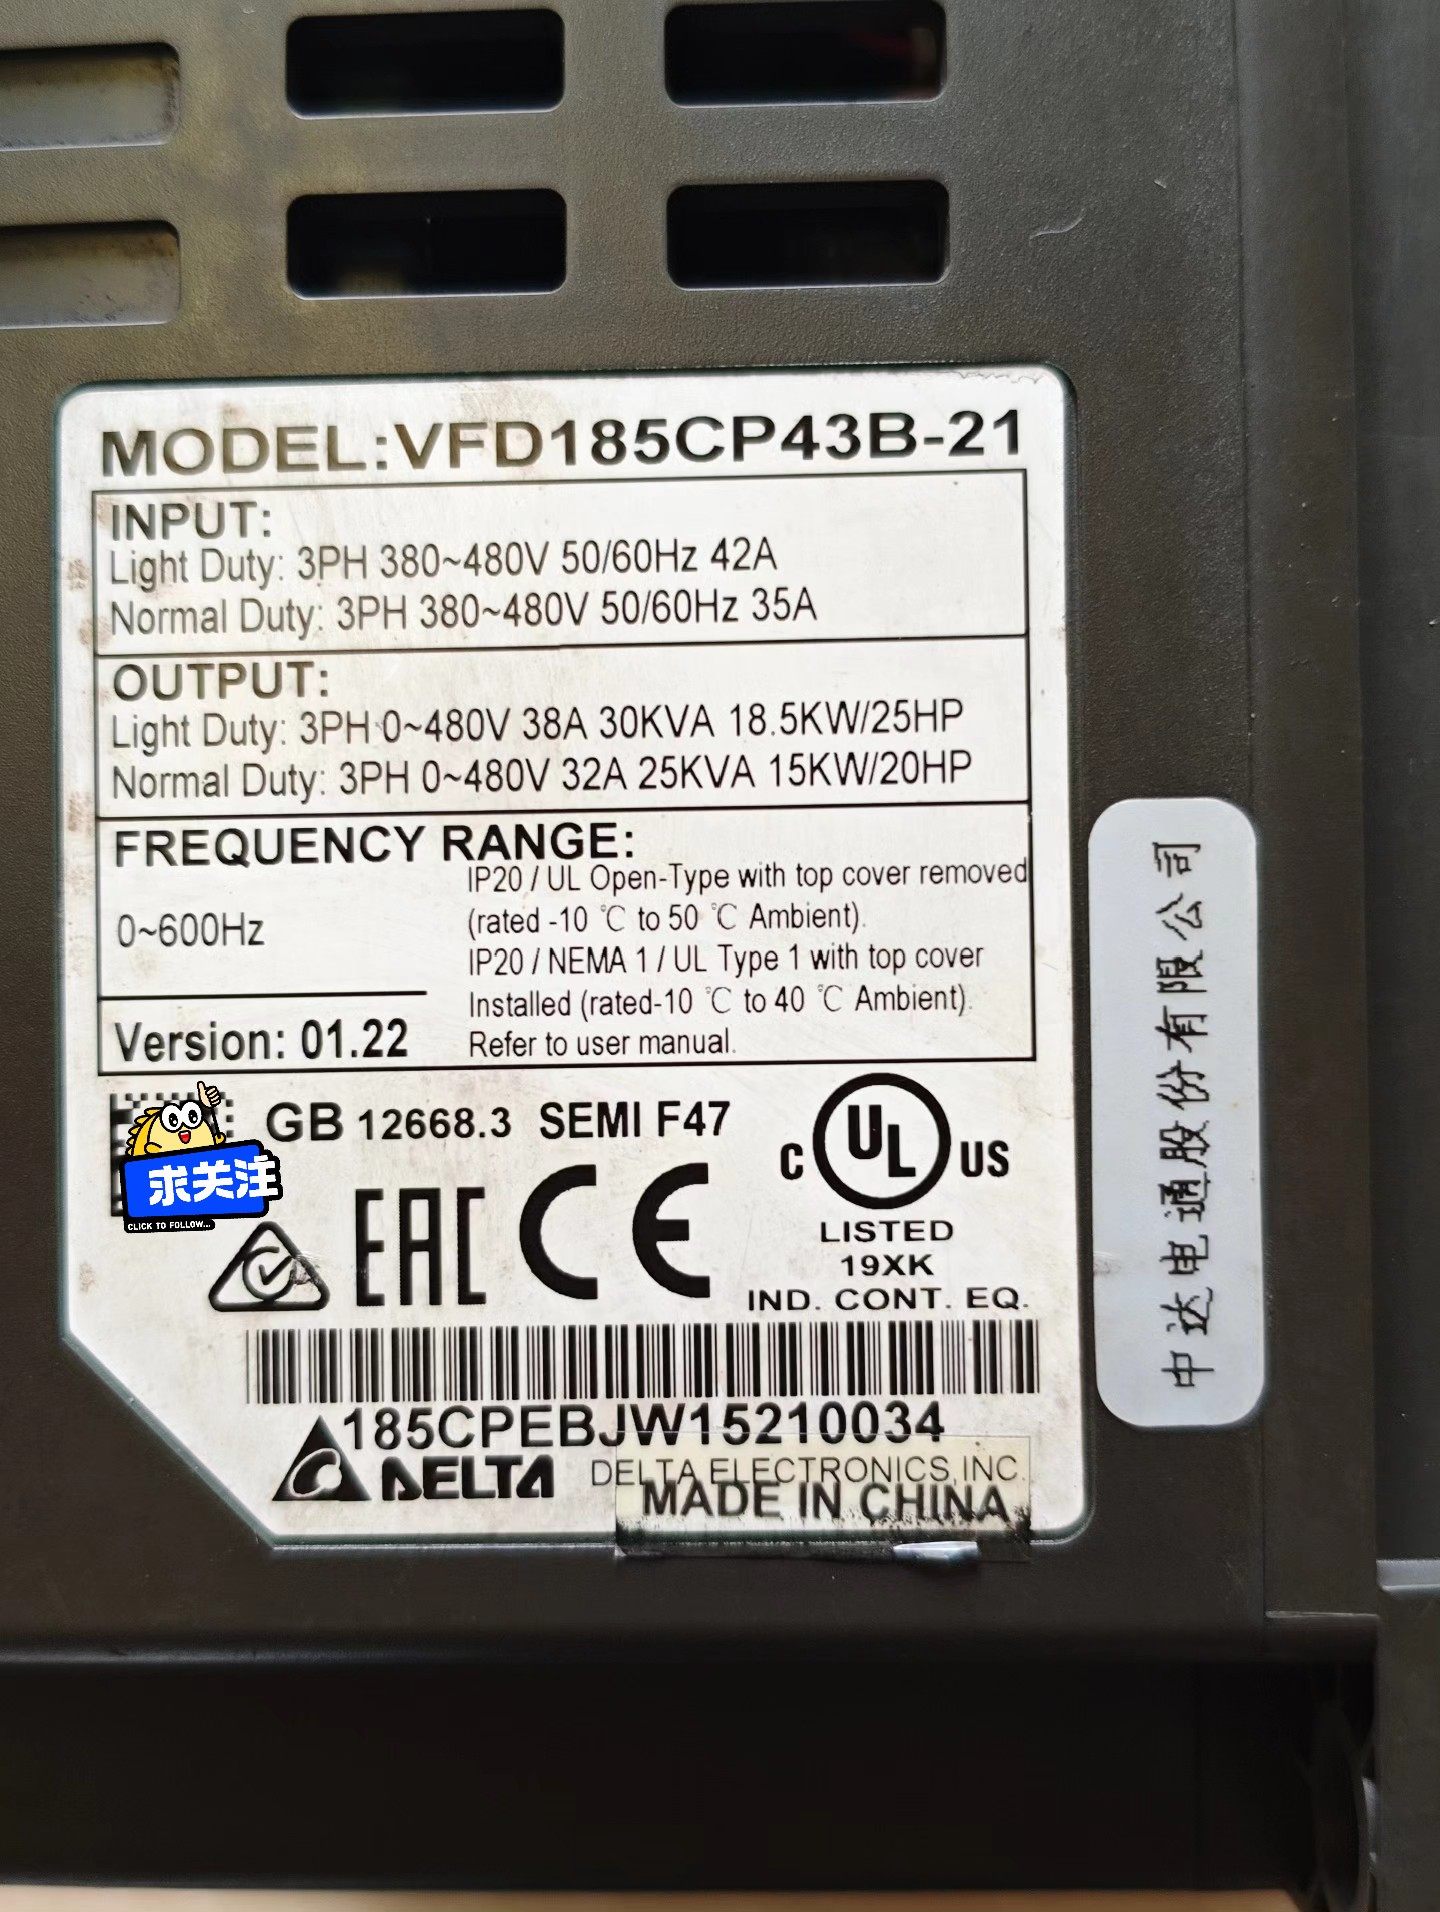 MODEL:VFD185CP43B-21
INPUT:
Light Duty: 3PH 380~480V 50/60Hz 42A
Normal Duty: 3PH 380~480V 50/60Hz 35A
OUTPUT:
Light Duty: 3PH 0~480V 38A 30KVA 18.5KW/25HP
Normal Duty: 3PH 0~480V 32A 25KVA 15KW/20HP
FREQUENCY RANGE:
0~600Hz
IP20 / UL Open-Type with top cover removed
(rated -10 ℃ to 50 ℃ Ambient).
IP20 / NEMA 1 / UL Type 1 with top cover
Installed (rated-10 ℃ to 40 ℃ Ambient).
Refer to user manual.
Version: 01.22
GB 12668.3 SEMI F47
求关注
CLICK TO FOLLOW...
EAC CE
C UL US
LISTED
19XK
IND. CONT. EQ.
185CPEBJW15210034
DELTA DELTA ELECTRONICS, INC.
MADE IN CHINA
中达电通股份有限公司